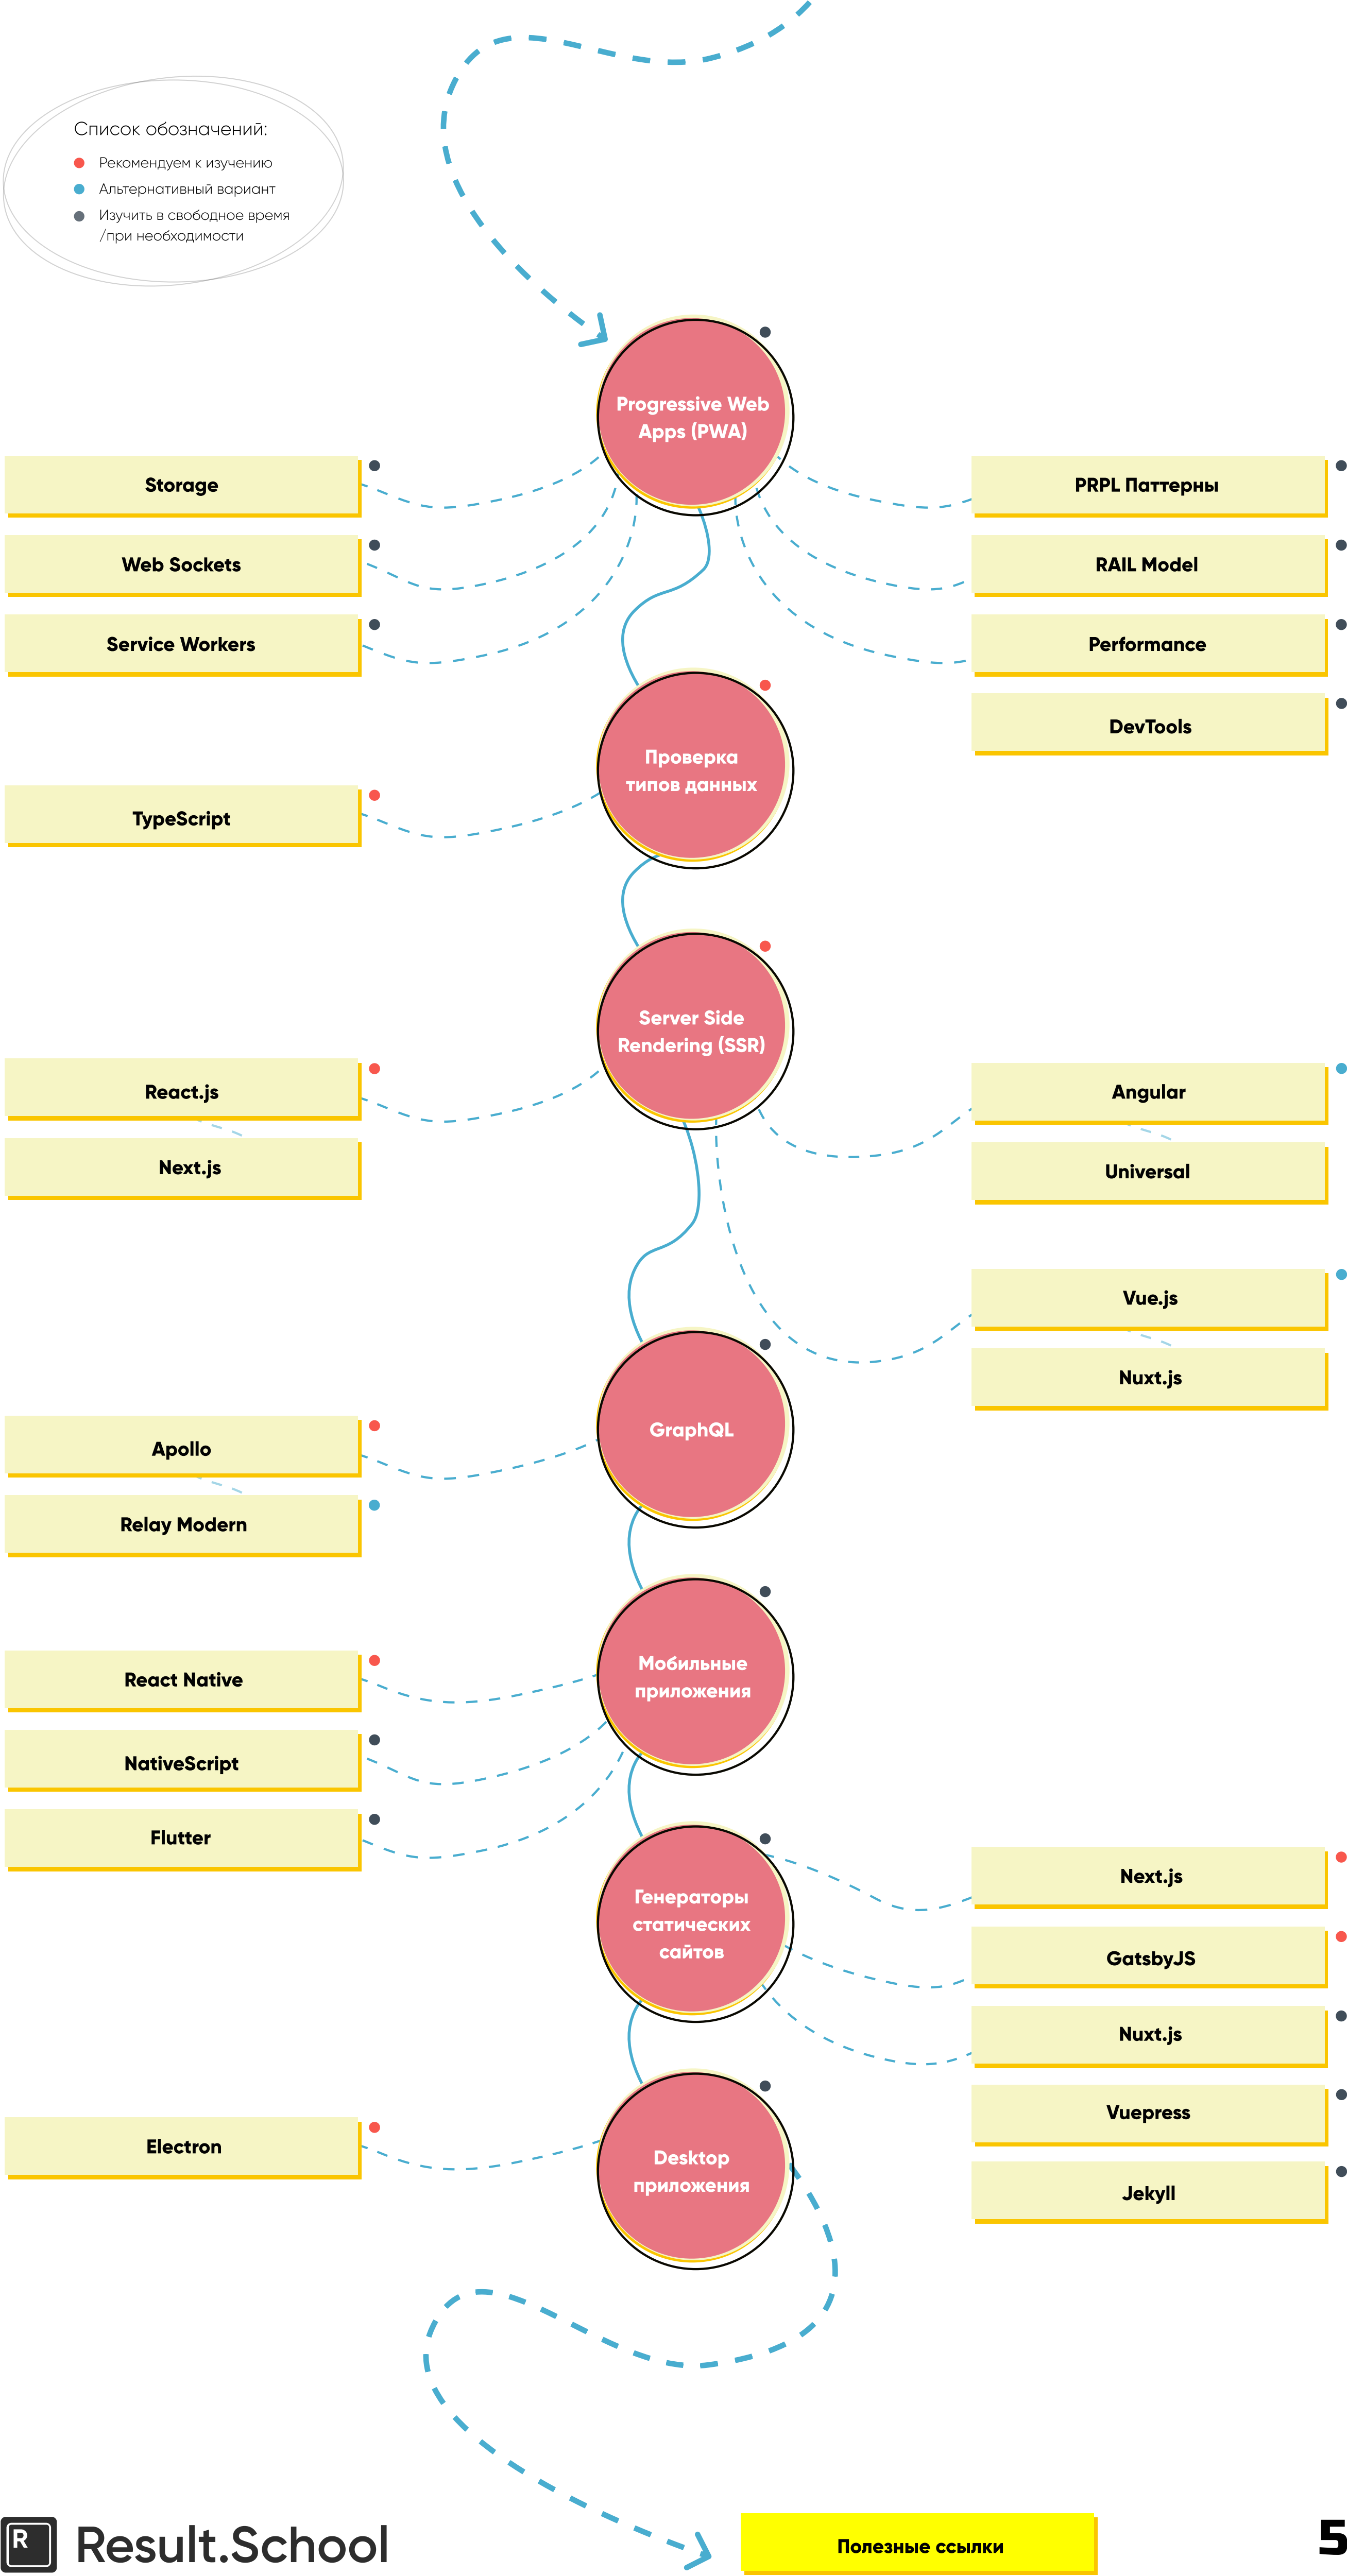 Список обозначений:
Рекомендуем к изучению
Альтернативный вариант
Изучить в свободное время
/при необходимости
Progressive Web
Apps (PWA)
Storage
Web Sockets
Service Workers
PRPL Паттерны
RAIL Model
Performance
DevTools
Проверка
типов данных
TypeScript
Server Side
Rendering (SSR)
React.js
Next.js
Angular
Universal
Vue.js
Nuxt.js
GraphQL
Apollo
Relay Modern
Мобильные
приложения
React Native
NativeScript
Flutter
Генераторы
статических
сайтов
Next.js
GatsbyJS
Nuxt.js
Vuepress
Jekyll
Desktop
приложения
Electron
R
Result.School
Полезные ссылки
5